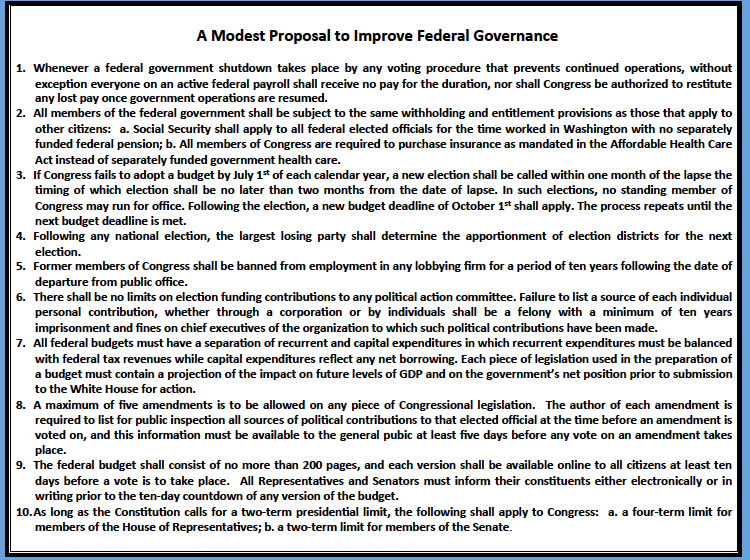 A Modest Proposal to Improve Federal Governance
1. Whenever a federal government shutdown takes place by any voting procedure that prevents continued operations, without
exception everyone on an active federal payroll shall receive no pay for the duration, nor shall Congress be authorized to restitute
any lost pay once government operations are resumed.
2. All members of the federal government shall be subject to the same withholding and entitlement provisions as those that apply to
other citizens: a. Social Security shall apply to all federal elected officials for the time worked in Washington with no separately
funded federal pension; b. All members of Congress are required to purchase insurance as mandated in the Affordable Health Care
Act instead of separately funded government health care.
3. If Congress fails to adopt a budget by July 1st of each calendar year, a new election shall be called within one month of the lapse the
timing of which election shall be no later than two months from the date of lapse. In such elections, no standing member of
Congress may run for office. Following the election, a new budget deadline of October 1st shall apply. The process repeats until the
next budget deadline is met.
4. Following any national election, the largest losing party shall determine the apportionment of election districts for the next
election.
5. Former members of Congress shall be banned from employment in any lobbying firm for a period of ten years following the date of
departure from public office.
6. There shall be no limits on election funding contributions to any political action committee. Failure to list a source of each individual
personal contribution, whether through a corporation or by individuals shall be a felony with a minimum of ten years
imprisonment and fines on chief executives of the organization to which such political contributions have been made.
7. All federal budgets must have a separation of recurrent and capital expenditures in which recurrent expenditures must be balanced
with federal tax revenues while capital expenditures reflect any net borrowing. Each piece of legislation used in the preparation of
a budget must contain a projection of the impact on future levels of GDP and on the government's net position prior to submission
to the White House for action.
8. A maximum of five amendments is to be allowed on any piece of Congressional legislation. The author of each amendment is
required to list for public inspection all sources of political contributions to that elected official at the time before an amendment is
voted on, and this information must be available to the general pubic at least five days before any vote on an amendment takes
place.
9. The federal budget shall consist of no more than 200 pages, and each version shall be available online to all citizens at least ten
days before a vote is to take place. All Representatives and Senators must inform their constituents either electronically or in
writing prior to the ten-day countdown of any version of the budget.
10. As long as the Constitution calls for a two-term presidential limit, the following shall apply to Congress: a. a four-term limit for
members of the House of Representatives; b. a two-term limit for members of the Senate.